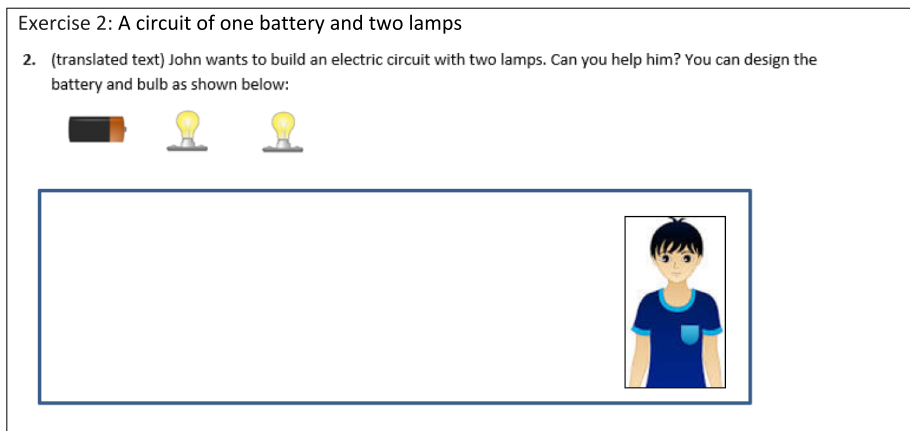 Exercise 2: A circuit of one battery and two lamps
2. (translated text) John wants to build an electric circuit with two lamps. Can you help him? You can design the
battery and bulb as shown below: